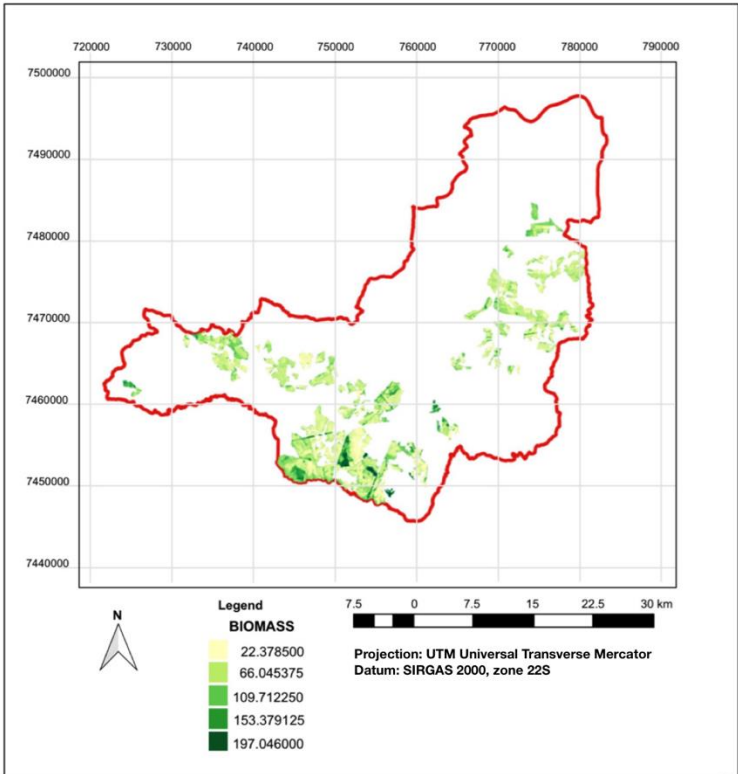 720000 730000 740000 750000 760000 770000 780000 790000
7500000
7490000
7480000
7470000
7460000
7450000
7440000
N
Legend
BIOMASS
22.378500
66.045375
109.712250
153.379125
197.046000
7.5 0 7.5 15 22.5 30 km
Projection: UTM Universal Transverse Mercator
Datum: SIRGAS 2000, zone 22S